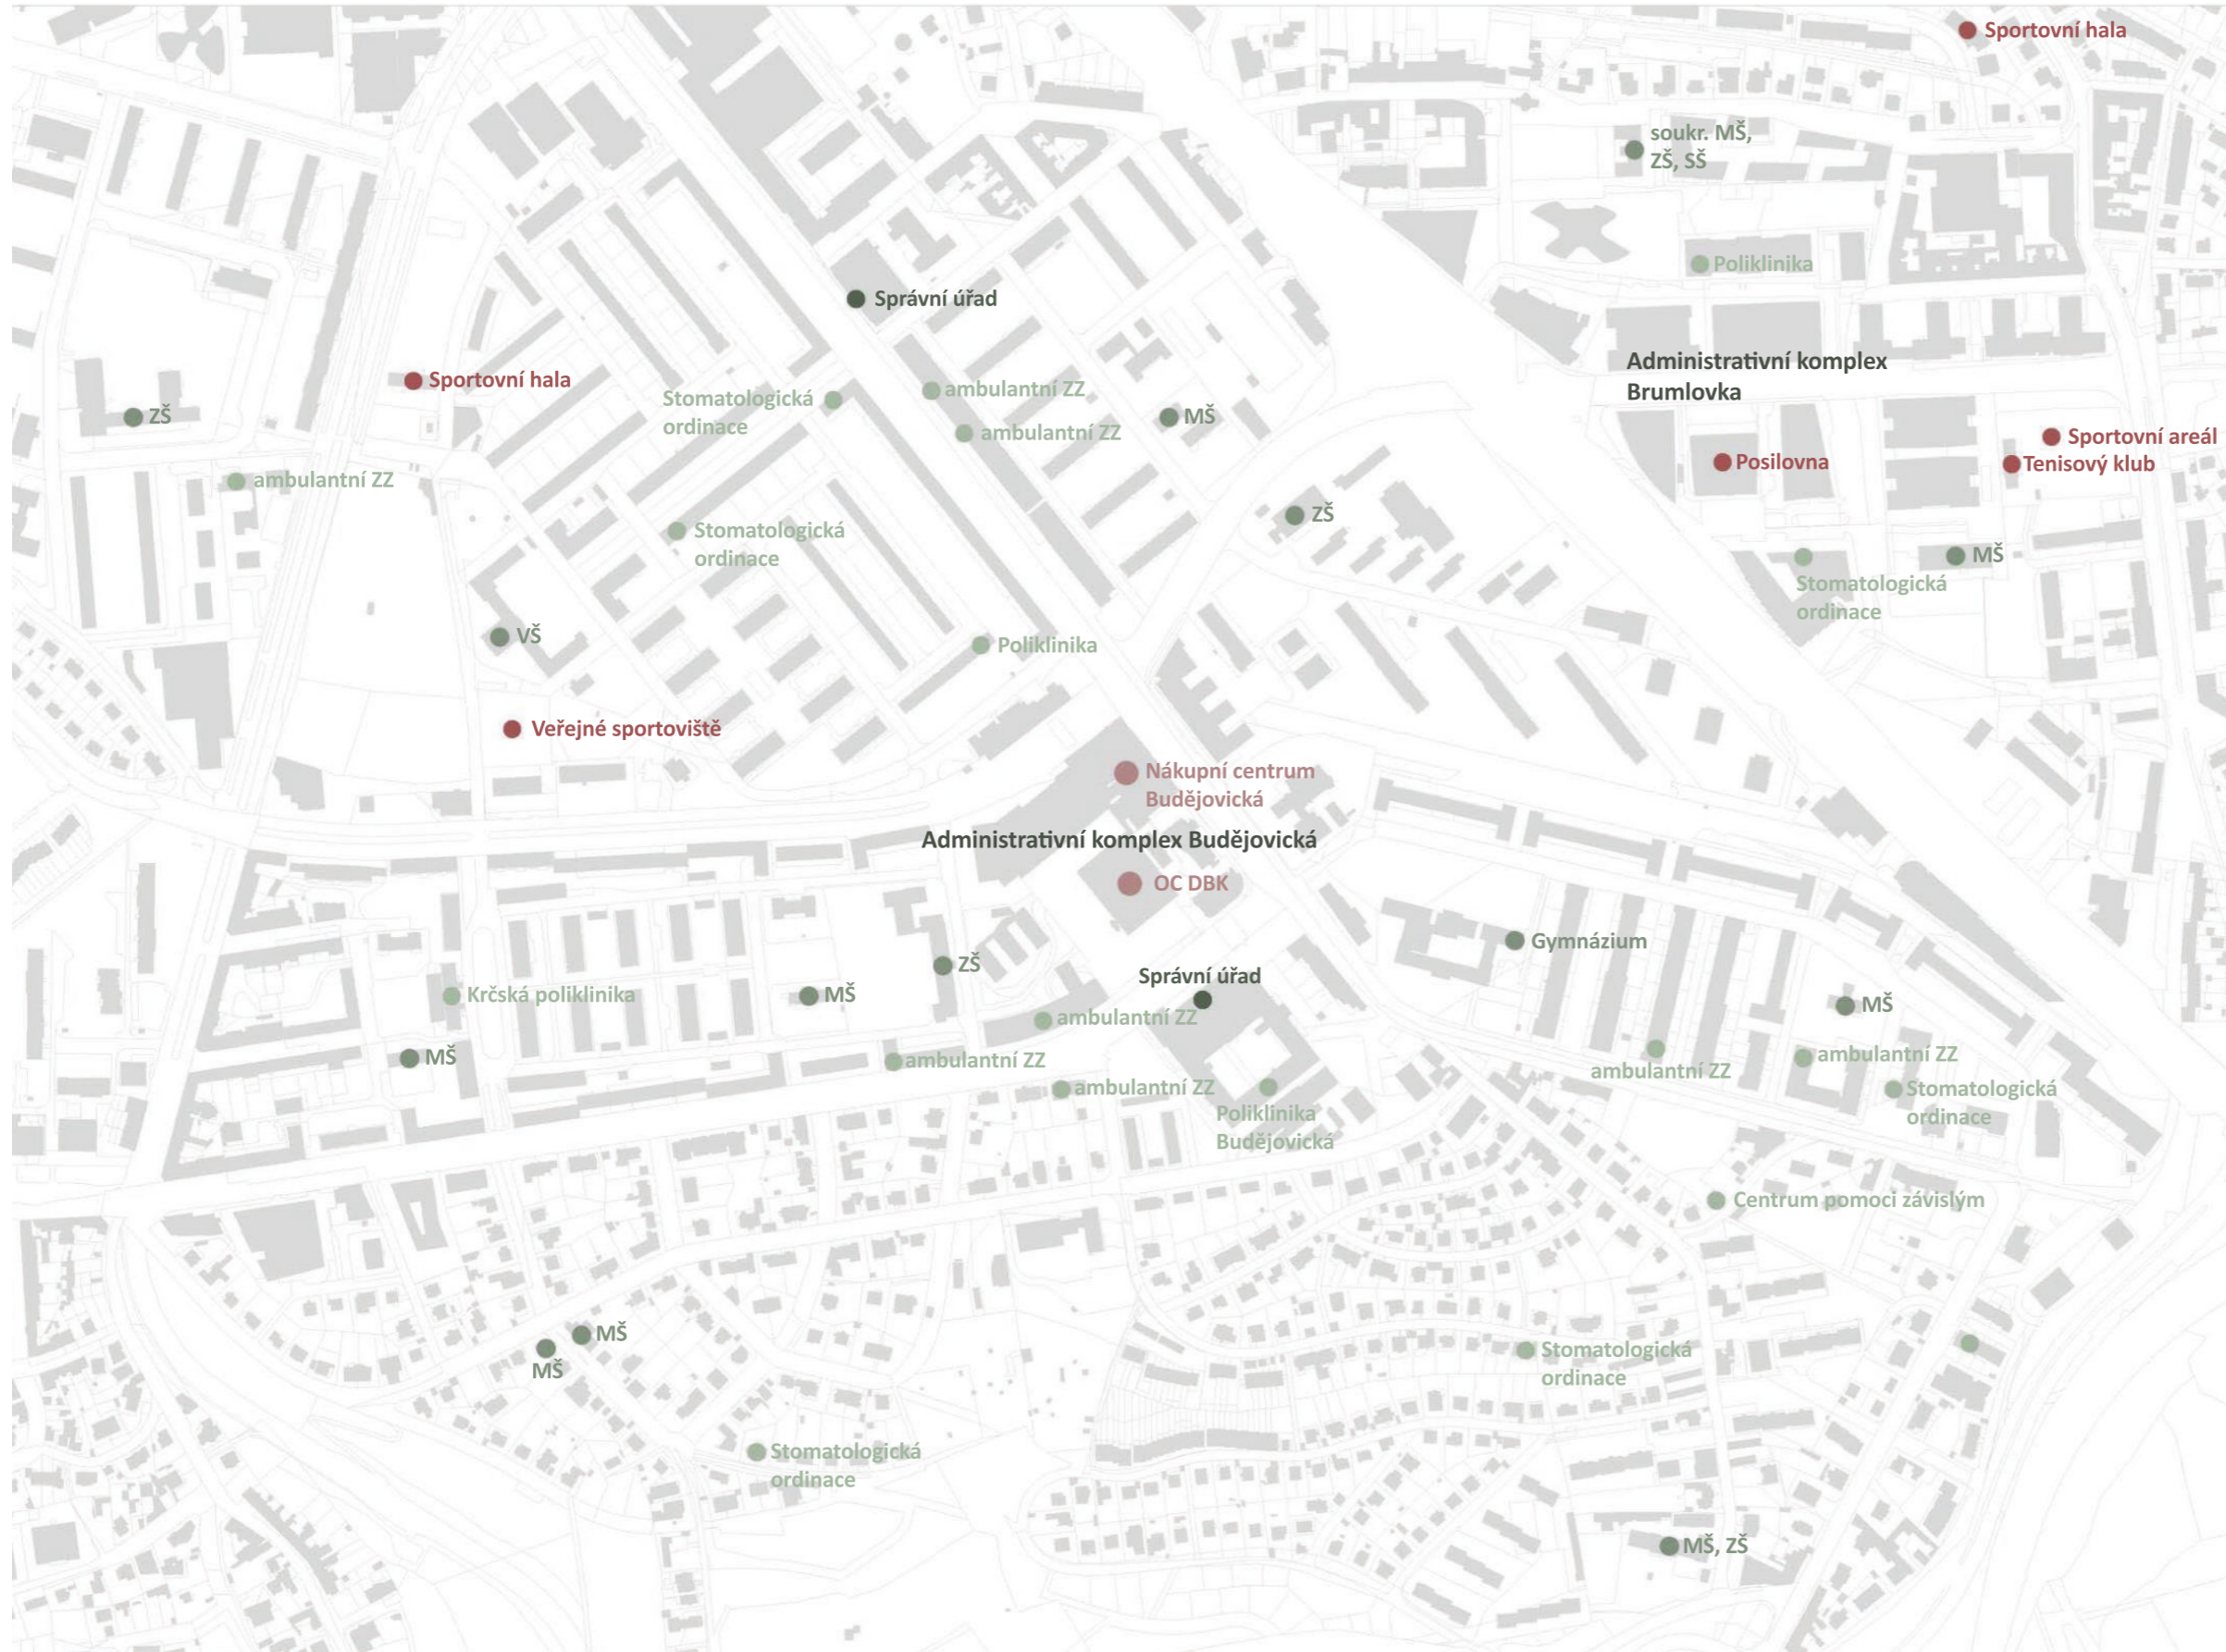 Sportovní hala
soukr. MŠ,
ZŠ, SŠ
Poliklinika
Správní úřad
Administrativní komplex
Brumlovka
Sportovní hala
Stomatologická
ordinace
ambulantní ZZ
ZŠ
MŠ
ambulantní ZZ
Sportovní areál
Posilovna
Tenisový klub
ambulantní ZZ
ZŠ
Stomatologická
ordinace
MŠ
Stomatologická
ordinace
VŠ
Poliklinika
Veřejné sportoviště
Nákupní centrum
Budějovická
Administrativní komplex Budějovická
OC DBK
Gymnázium
ZŠ
Správní úřad
Krčská poliklinika
MŠ
MŠ
ambulantní ZZ
MŠ
ambulantní ZZ
ambulantní ZZ
ambulantní ZZ
ambulantní ZZ
Stomatologická
ordinace
Poliklinika
Budějovická
Centrum pomoci závislým
MŠ
MŠ
Stomatologická
ordinace
Stomatologická
ordinace
MŠ, ZŠ